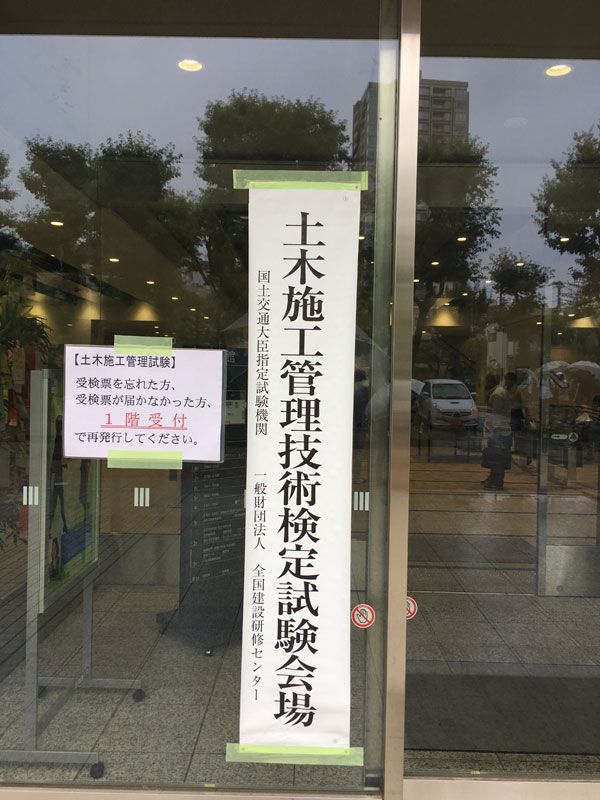 土木施工管理技術検定試験会場
国土交通大臣指定試験機関　一般財団法人　全国建設研修センター
【土木施工管理試験】
受検票を忘れた方、
受検票が届かなかった方、
１階受付
で再発行してください。
館